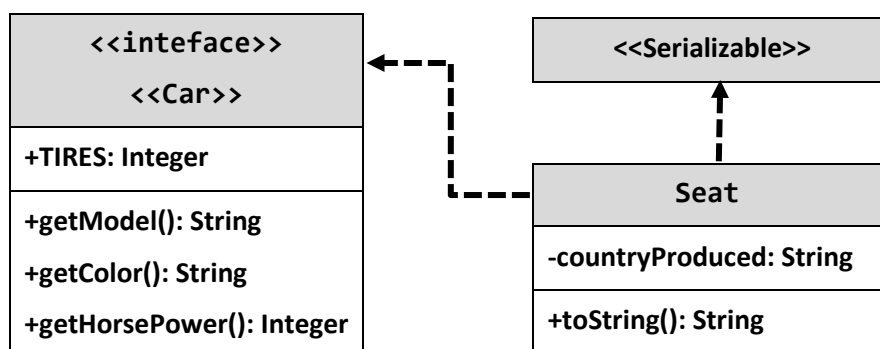 <<inteface>>
<<Car>>
+TIRES: Integer
+getModel(): String
+getColor(): String
+getHorsePower(): Integer
<<Serializable>>
Seat
-countryProduced: String
+toString(): String